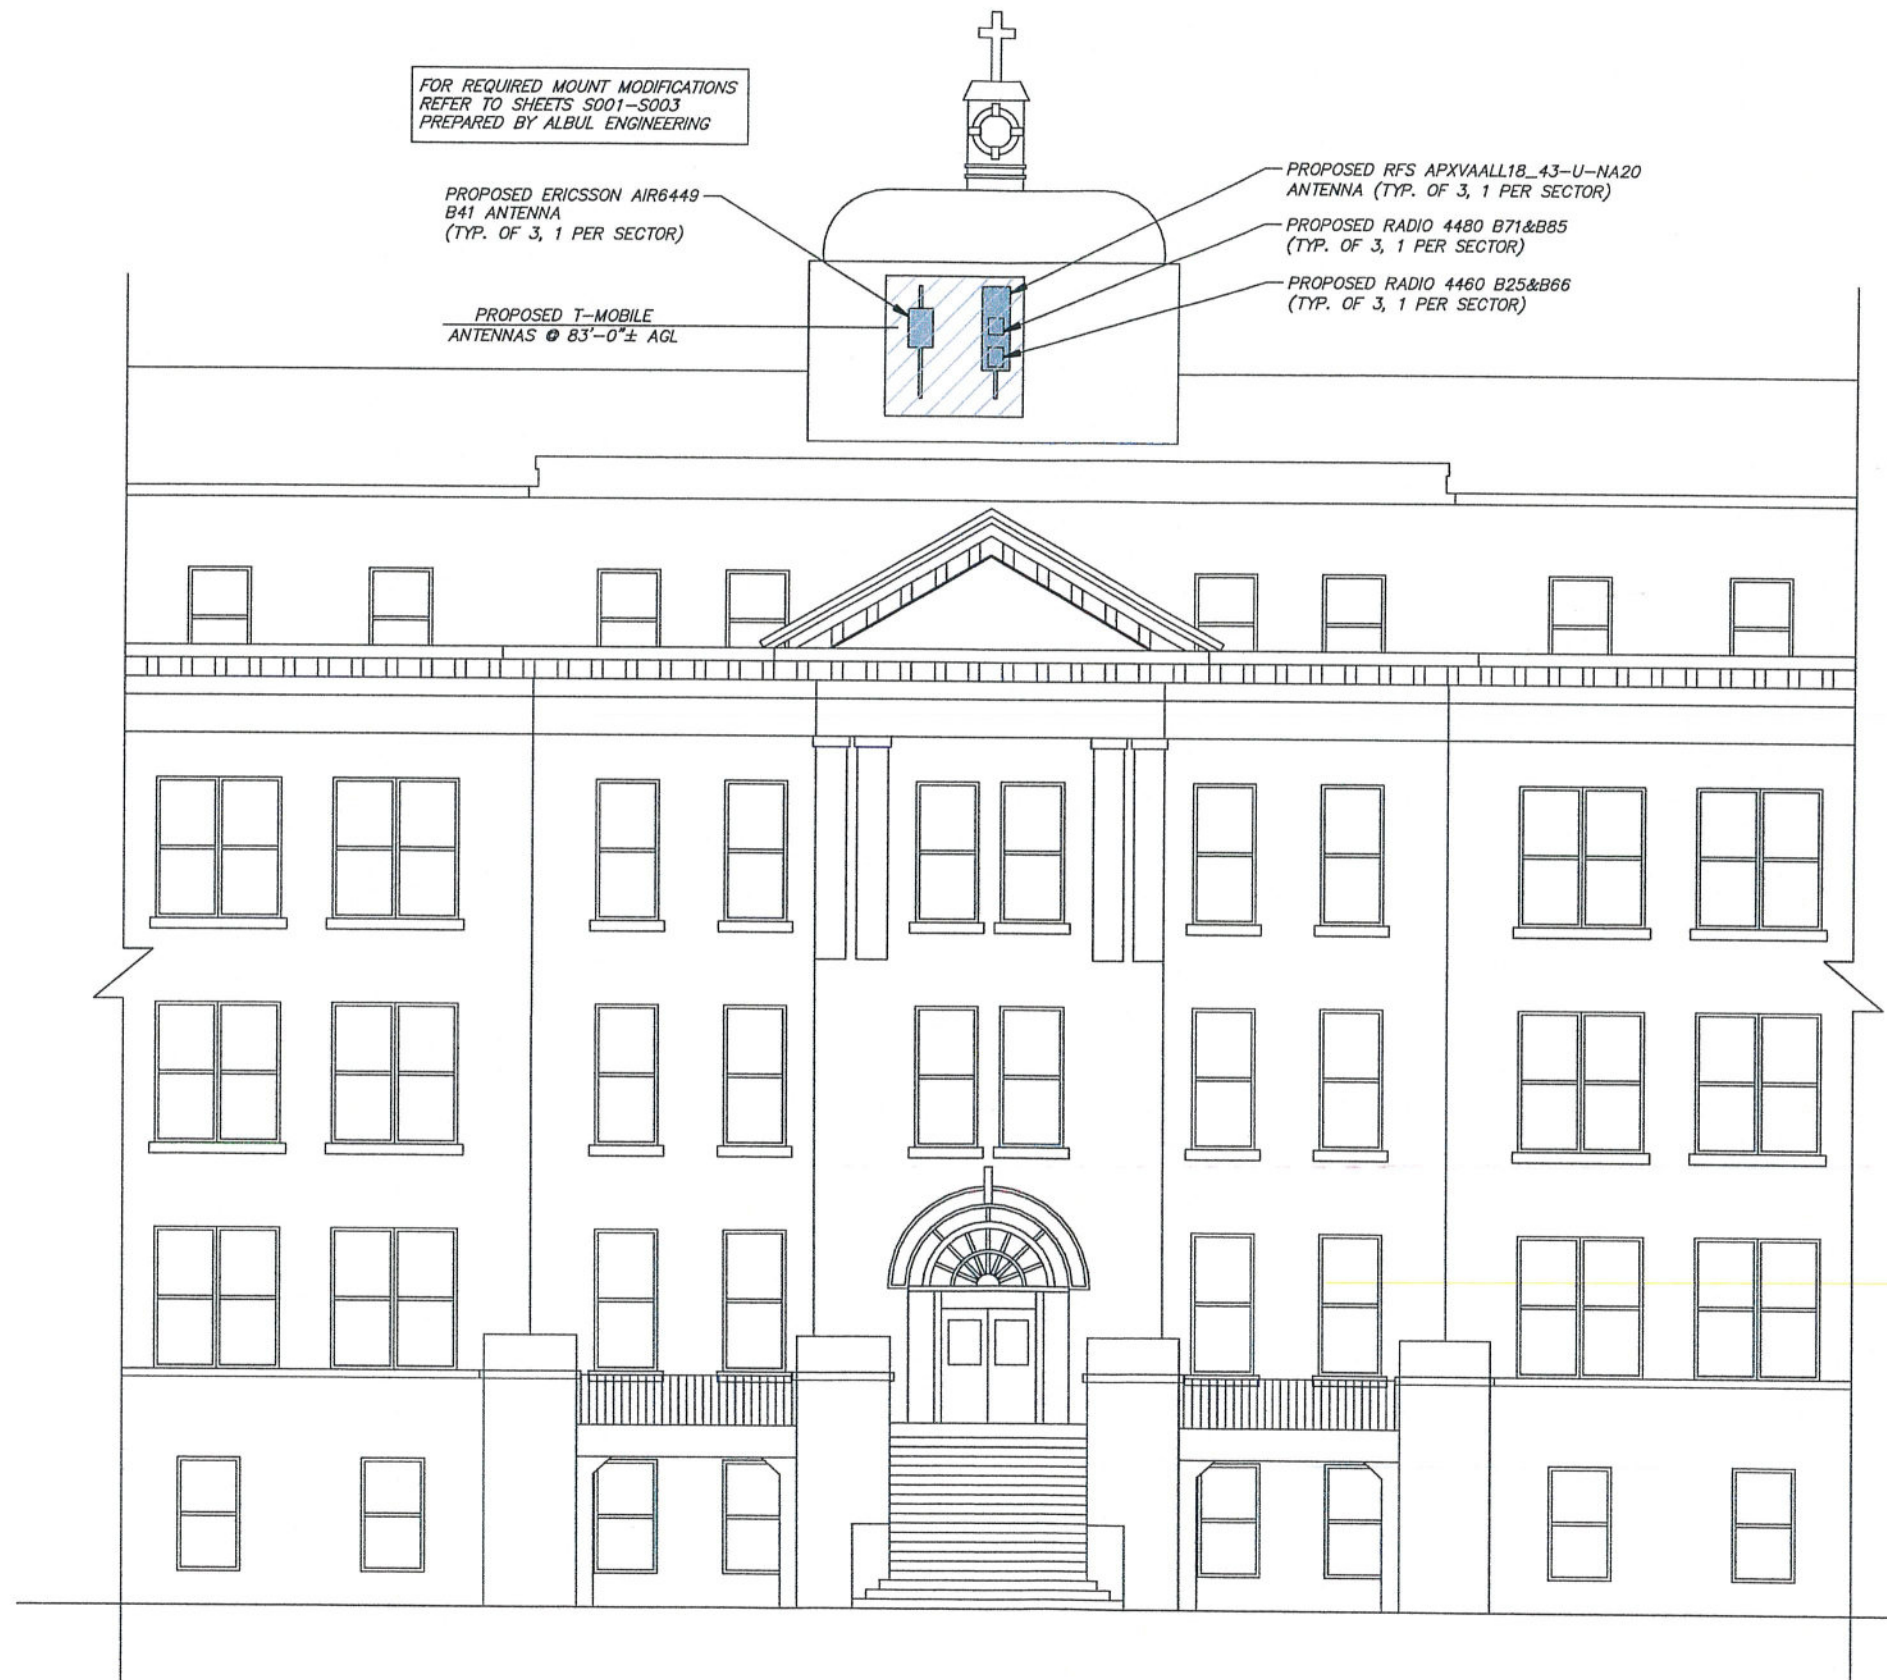 FOR REQUIRED MOUNT MODIFICATIONS
REFER TO SHEETS S001-S003
PREPARED BY ALBUL ENGINEERING
PROPOSED ERICSSON AIR6449
B41 ANTENNA
(TYP. OF 3, 1 PER SECTOR)
PROPOSED T-MOBILE
ANTENNAS @ 83'-0"± AGL
PROPOSED RFS APXVAALL18_43-U-NA20
ANTENNA (TYP. OF 3, 1 PER SECTOR)
PROPOSED RADIO 4480 B71&B85
(TYP. OF 3, 1 PER SECTOR)
PROPOSED RADIO 4460 B25&B66
(TYP. OF 3, 1 PER SECTOR)